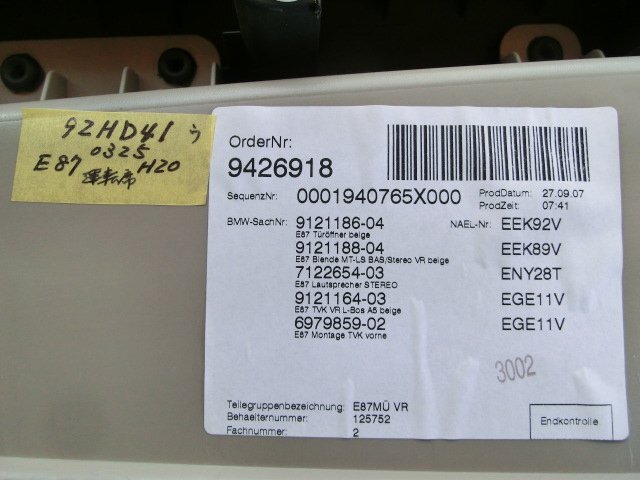 92HD41 ウ
0325
E87 H20
運転席
OrderNr:
9426918
SequenzNr: 0001940765X000
ProdDatum: 27.09.07
ProdZeit: 07:41
BMW-SachNr: 9121186-04 NAEL-Nr: EEK92V
E87 Türöffner beige
9121188-04 EEK89V
E87 Blende MT-LS BAS/Stereo VR beige
7122654-03 ENY28T
E87 Lautsprecher STEREO
9121164-03 EGE11V
E87 TVK VR L-Bos A5 beige
6979859-02 EGE11V
E87 Montage TVK vorne
3002
Teilegruppenbezeichnung: E87MÜ VR
Behaelternummer: 125752
Fachnummer: 2
Endkontrolle